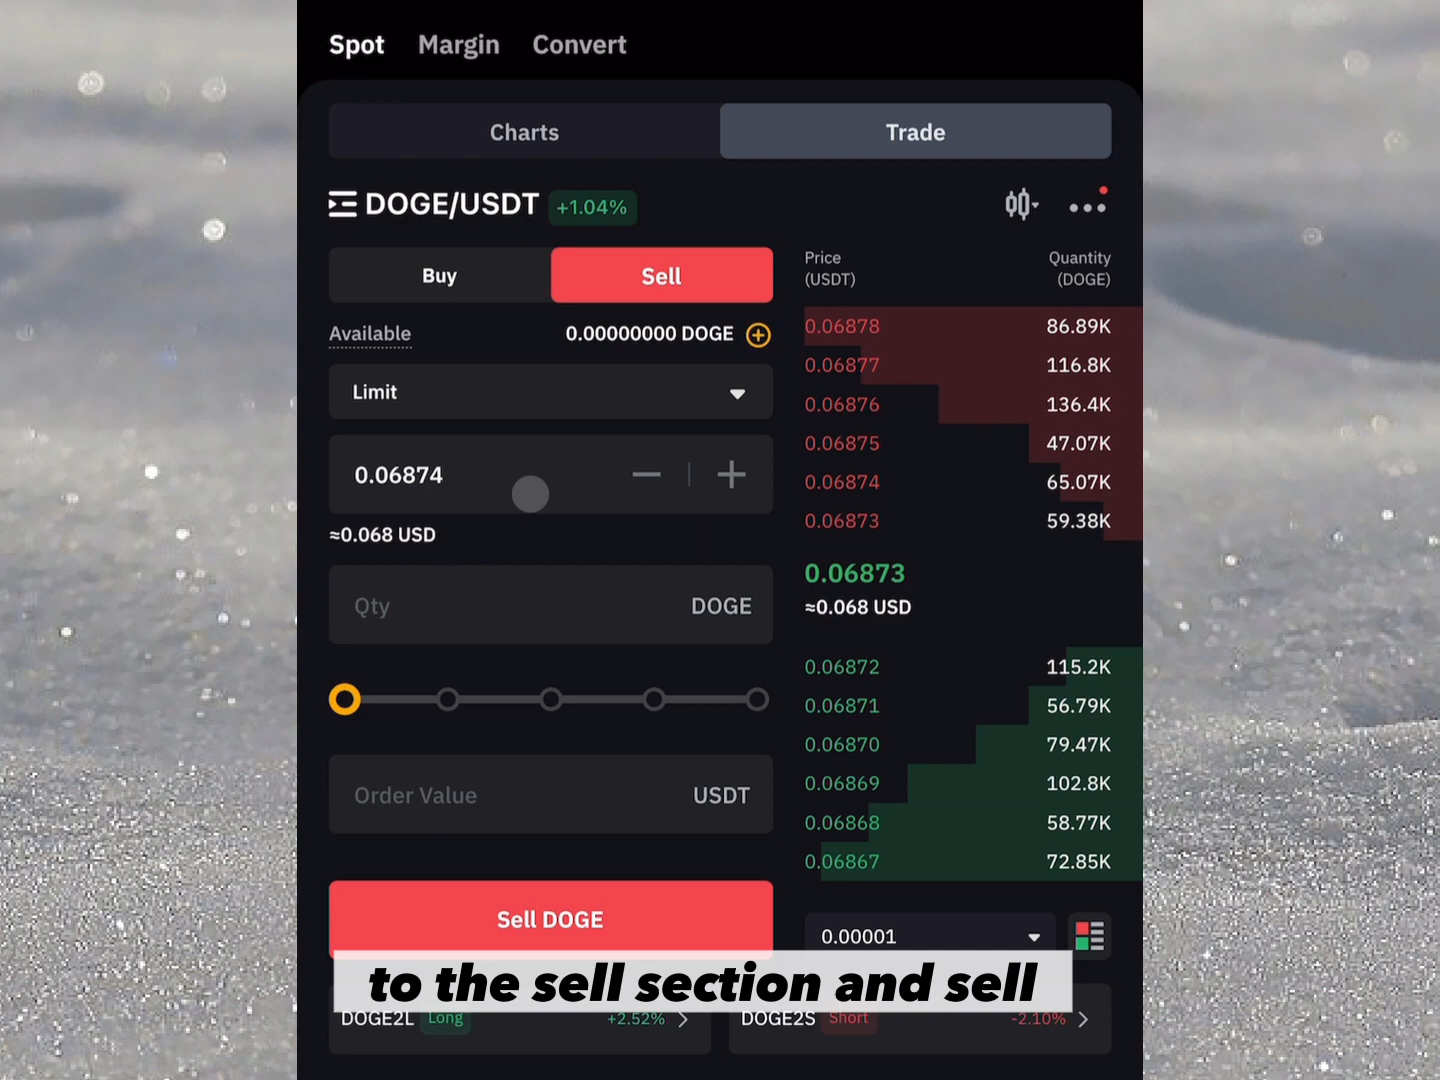 Spot Margin Convert
Charts Trade
DOGE/USDT +1.04%
Buy Sell
Available 0.00000000 DOGE
Limit
0.06874
≈0.068 USD
Qty DOGE
Order Value USDT
Sell DOGE
Price Quantity
(USDT) (DOGE)
0.06878 86.89K
0.06877 116.8K
0.06876 136.4K
0.06875 47.07K
0.06874 65.07K
0.06873 59.38K
0.06873
≈0.068 USD
0.06872 115.2K
0.06871 56.79K
0.06870 79.47K
0.06869 102.8K
0.06868 58.77K
0.06867 72.85K
0.00001
to the sell section and sell
DOGE2L Long +2.52% DOGE2S Short -2.10%